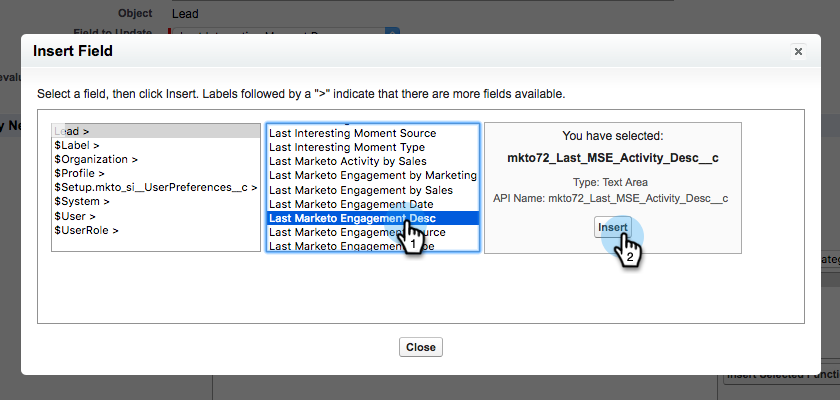 Object Lead
Field to Update
Insert Field
Select a field, then click Insert. Labels followed by a ">" indicate that there are more fields available.
Lead >
$Label >
$Organization >
$Profile >
$Setup.mkto_si__UserPreferences__c >
$System >
$User >
$UserRole >
Last Interesting Moment Source
Last Interesting Moment Type
Last Marketo Activity by Sales
Last Marketo Engagement by Marketing
Last Marketo Engagement by Sales
Last Marketo Engagement Date
Last Marketo Engagement Desc
Last Marketo Engagement Source
Last Marketo Engagement Type
You have selected:
mkto72_Last_MSE_Activity_Desc__c
Type: Text Area
API Name: mkto72_Last_MSE_Activity_Desc__c
Insert
1
2
Close
Insert Selected